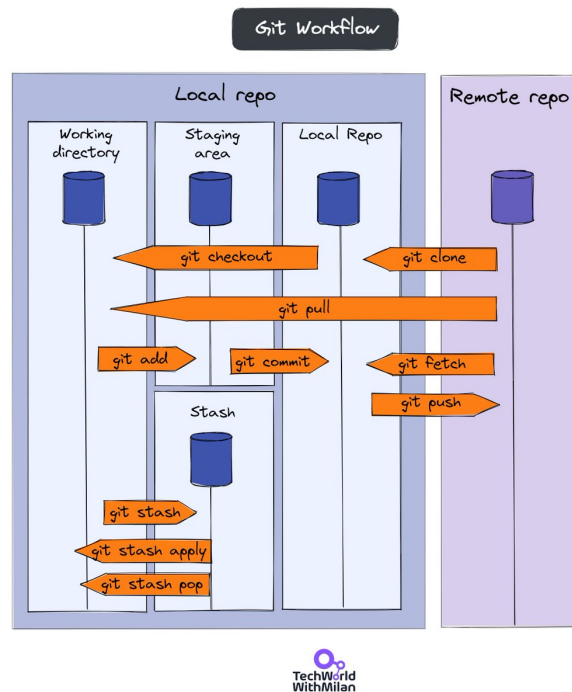 Git Workflow
Local repo
Remote repo
Working
directory
Staging
area
Local Repo
git checkout
git clone
git pull
git add
git commit
git fetch
git push
Stash
git stash
git stash apply
git stash pop
TechWorld
WithMilan